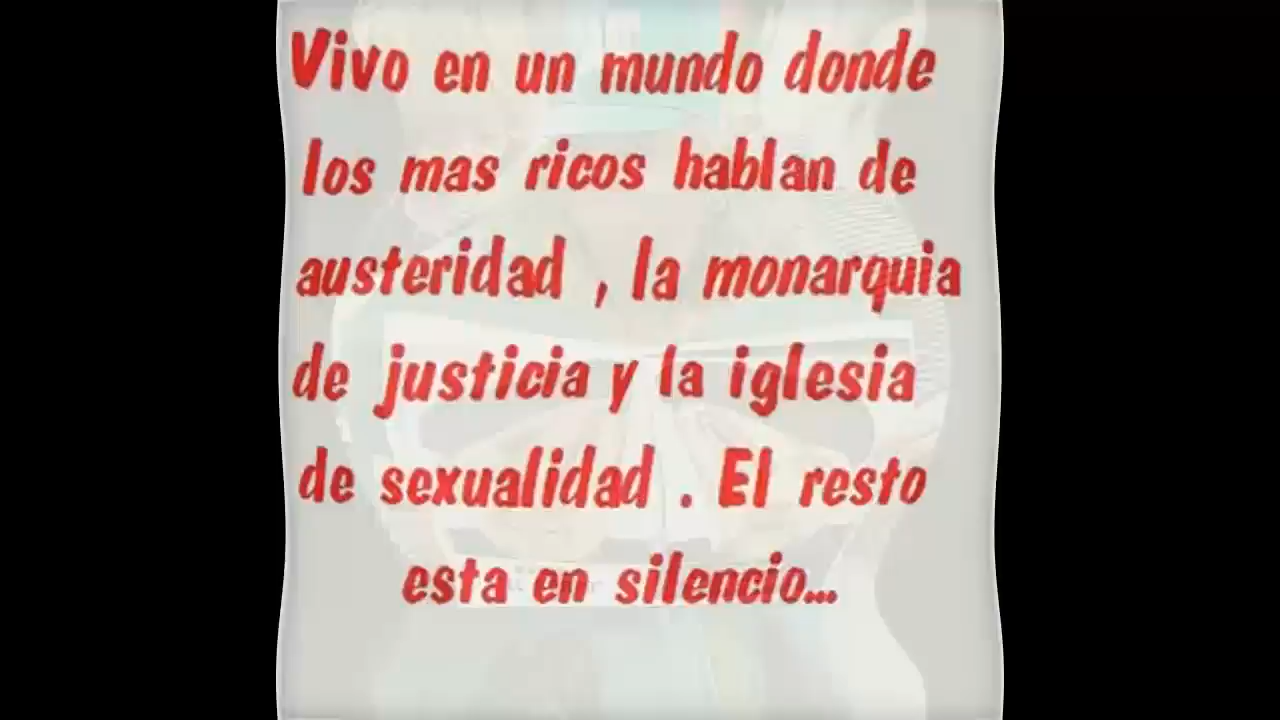 Vivo en un mundo donde
los mas ricos hablan de
austeridad , la monarquia
de justicia y la iglesia
de sexualidad . El resto
esta en silencio...